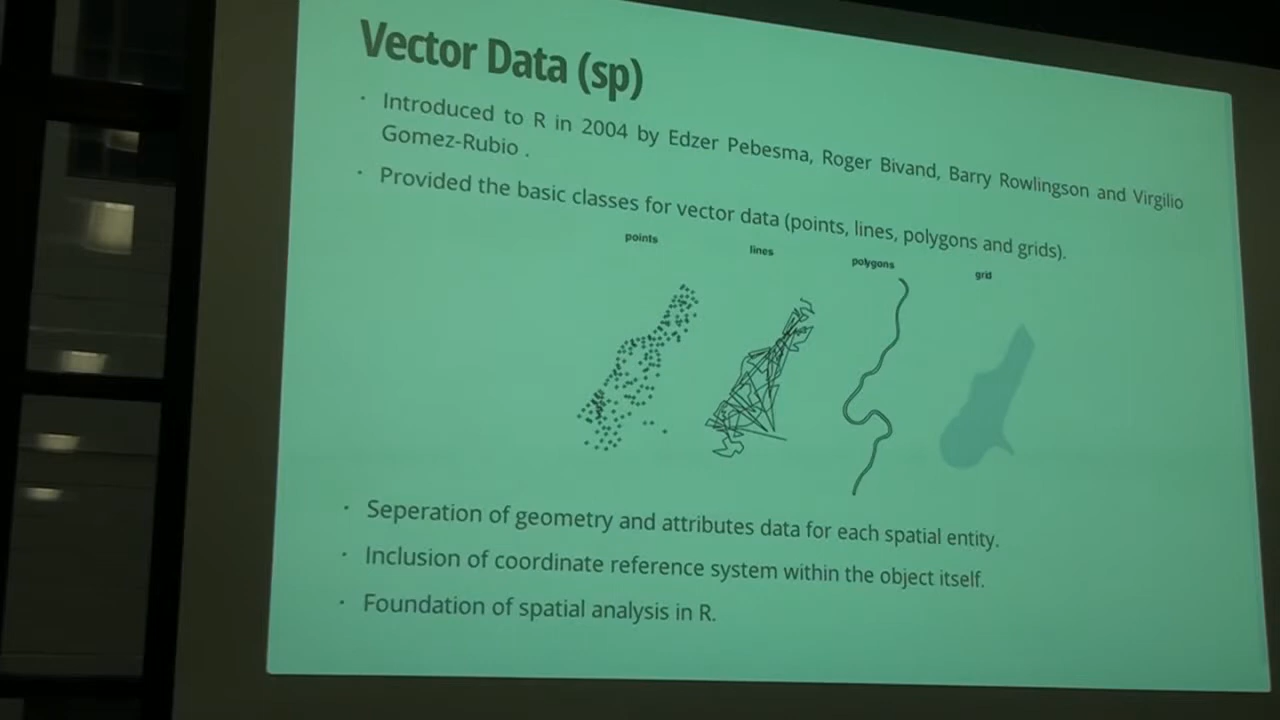 Vector Data (sp)
· Introduced to R in 2004 by Edzer Pebesma, Roger Bivand, Barry Rowlingson and Virgilio
Gomez-Rubio .
· Provided the basic classes for vector data (points, lines, polygons and grids).
points
lines
polygons
grid
· Seperation of geometry and attributes data for each spatial entity.
· Inclusion of coordinate reference system within the object itself.
· Foundation of spatial analysis in R.